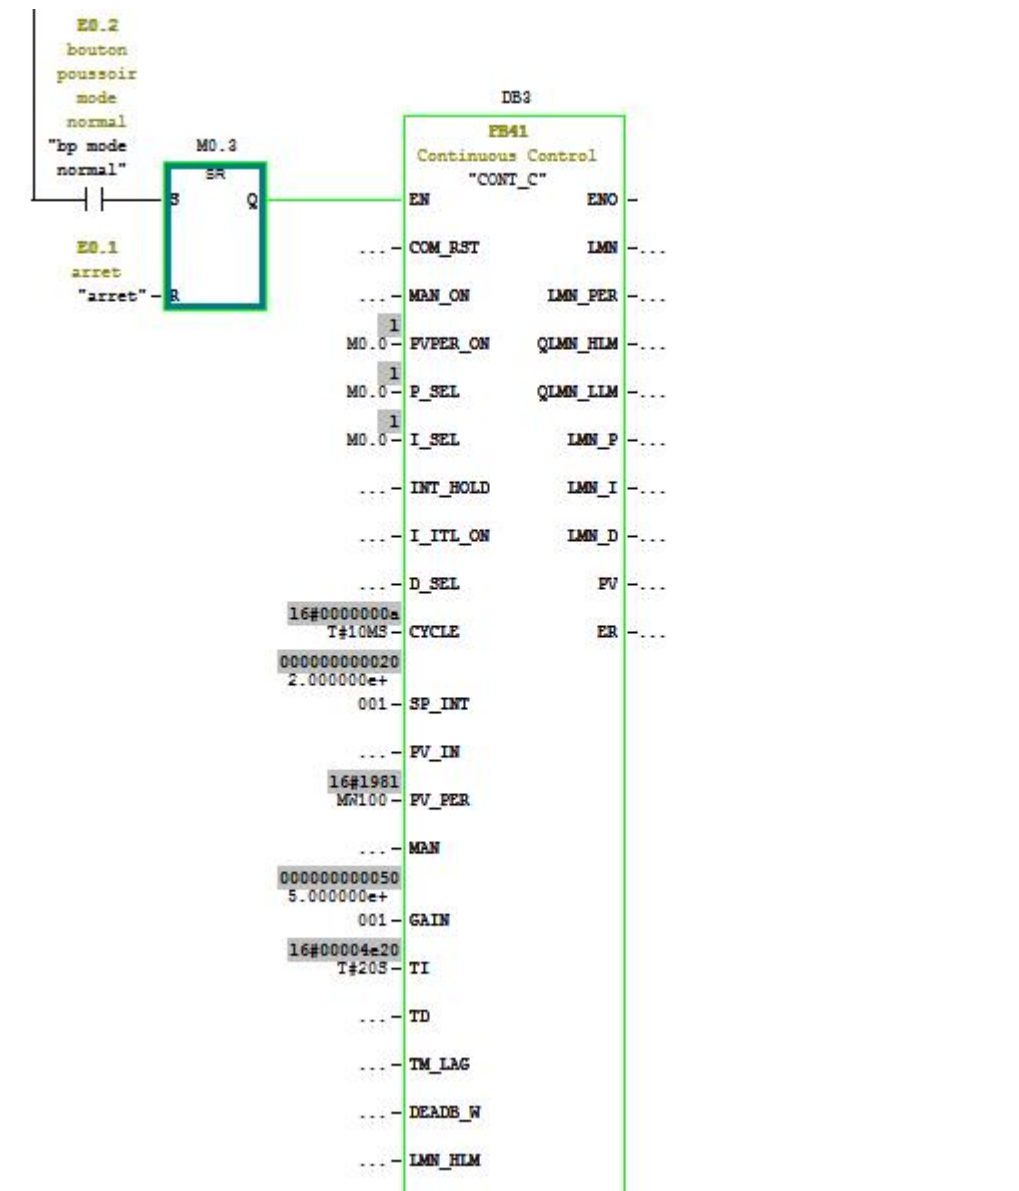 E0.2
bouton
poussoir
mode
normal
"bp mode
normal"
M0.3
SR
S Q
E0.1
arret
"arret"
R
DB3
FB41
Continuous Control
"CONT_C"
EN ENO
... COM_RST LMN ...
... MAN_ON LMN_PER ...
1
M0.0 PVPER_ON QLMN_HLM ...
1
M0.0 P_SEL QLMN_LLM ...
1
M0.0 I_SEL LMN_P ...
... INT_HOLD LMN_I ...
... I_ITL_ON LMN_D ...
... D_SEL PV ...
16#0000000a
T#10MS CYCLE ER ...
000000000020
2.000000e+
001 SP_INT
... PV_IN
16#1981
MW100 PV_PER
... MAN
000000000050
5.000000e+
001 GAIN
16#00004e20
T#20S TI
... TD
... TM_LAG
... DEADB_W
... LMN_HLM